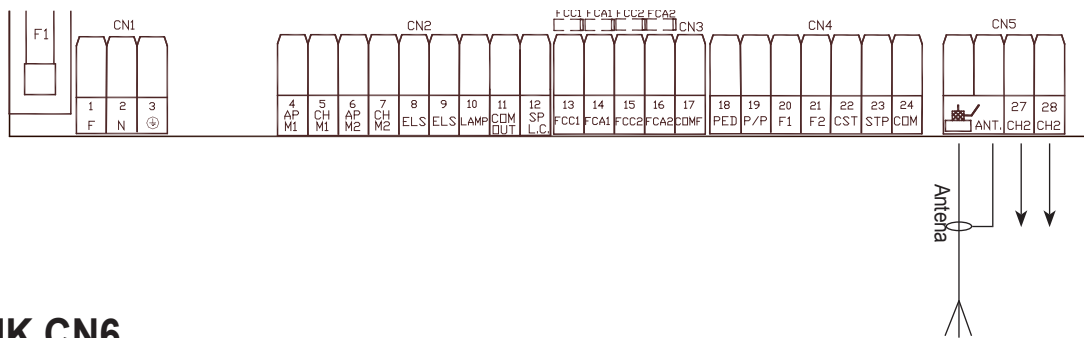 F1
CN1
CN2
FCC1 FCA1 FCC2 FCA2
CN3
CN4
CN5
1 2 3
F N
4 5 6 7 8 9 10 11 12
AP M1 CH M1 AP M2 CH M2 ELS ELS LAMP COM OUT SP L.C.
13 14 15 16 17
FCC1 FCA1 FCC2 FCA2 COMF
18 19 20 21 22 23 24
PED P/P F1 F2 CST STP COM
27 28
ANT. CH2 CH2
Antena
CN6